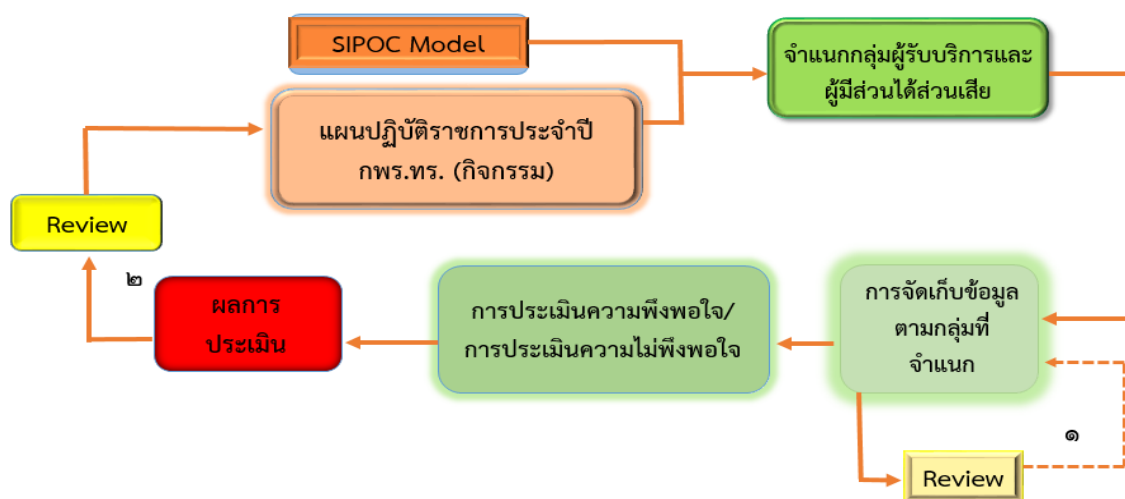 SIPOC Model
แผนปฏิบัติราชการประจำปี
กพร.ทร. (กิจกรรม)
จำแนกกลุ่มผู้รับบริการและ
ผู้มีส่วนได้ส่วนเสีย
การจัดเก็บข้อมูล
ตามกลุ่มที่
จำแนก
Review
๑
การประเมินความพึงพอใจ/
การประเมินความไม่พึงพอใจ
ผลการ
ประเมิน
๒
Review